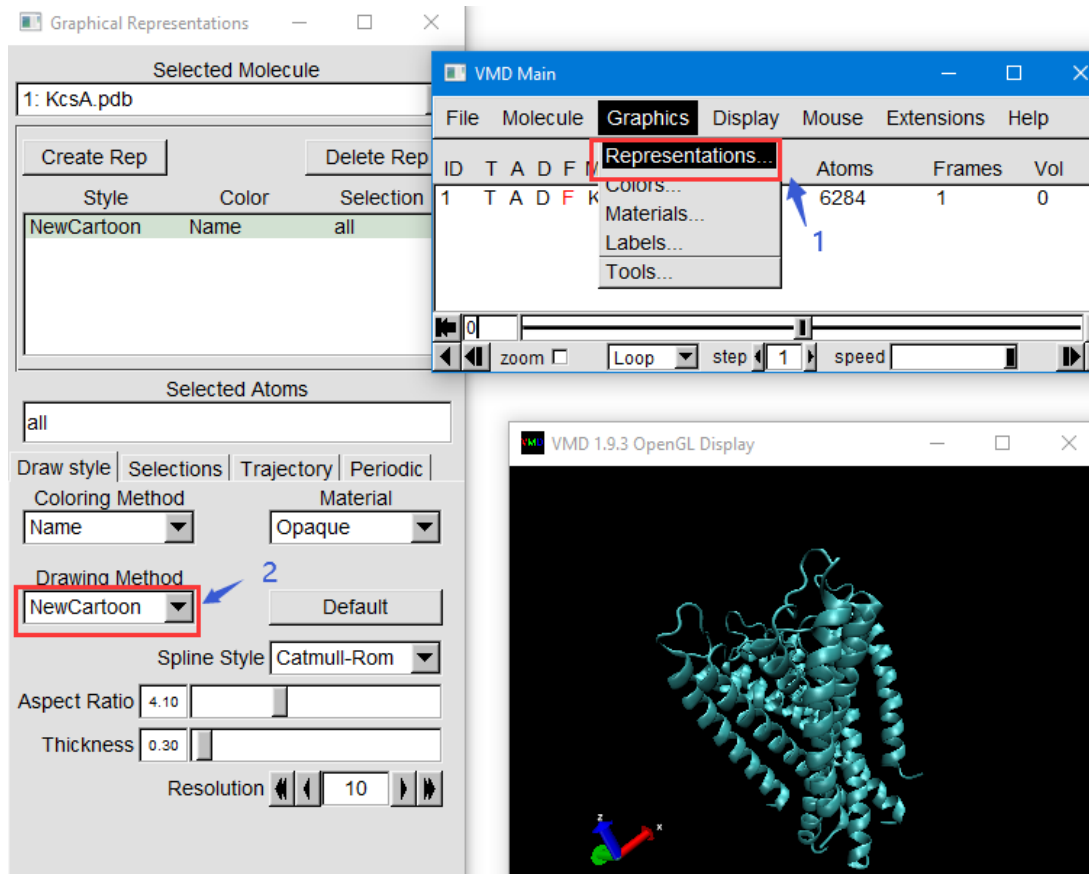 Graphical Representations
Selected Molecule
1: KcsA.pdb
Create Rep
Delete Rep
Style Color Selection
NewCartoon Name all
Selected Atoms
all
Draw style Selections Trajectory Periodic
Coloring Method Material
Name Opaque
Drawing Method
2
NewCartoon Default
Spline Style Catmull-Rom
Aspect Ratio 4.10
Thickness 0.30
Resolution 10
VMD Main
File Molecule Graphics Display Mouse Extensions Help
ID T A D F Atoms Frames Vol
1 T A D F K 6284 1 0
Representations...
Colors...
Materials...
Labels...
Tools...
1
0
zoom Loop step 1 speed
VMD
VMD 1.9.3 OpenGL Display
z
x